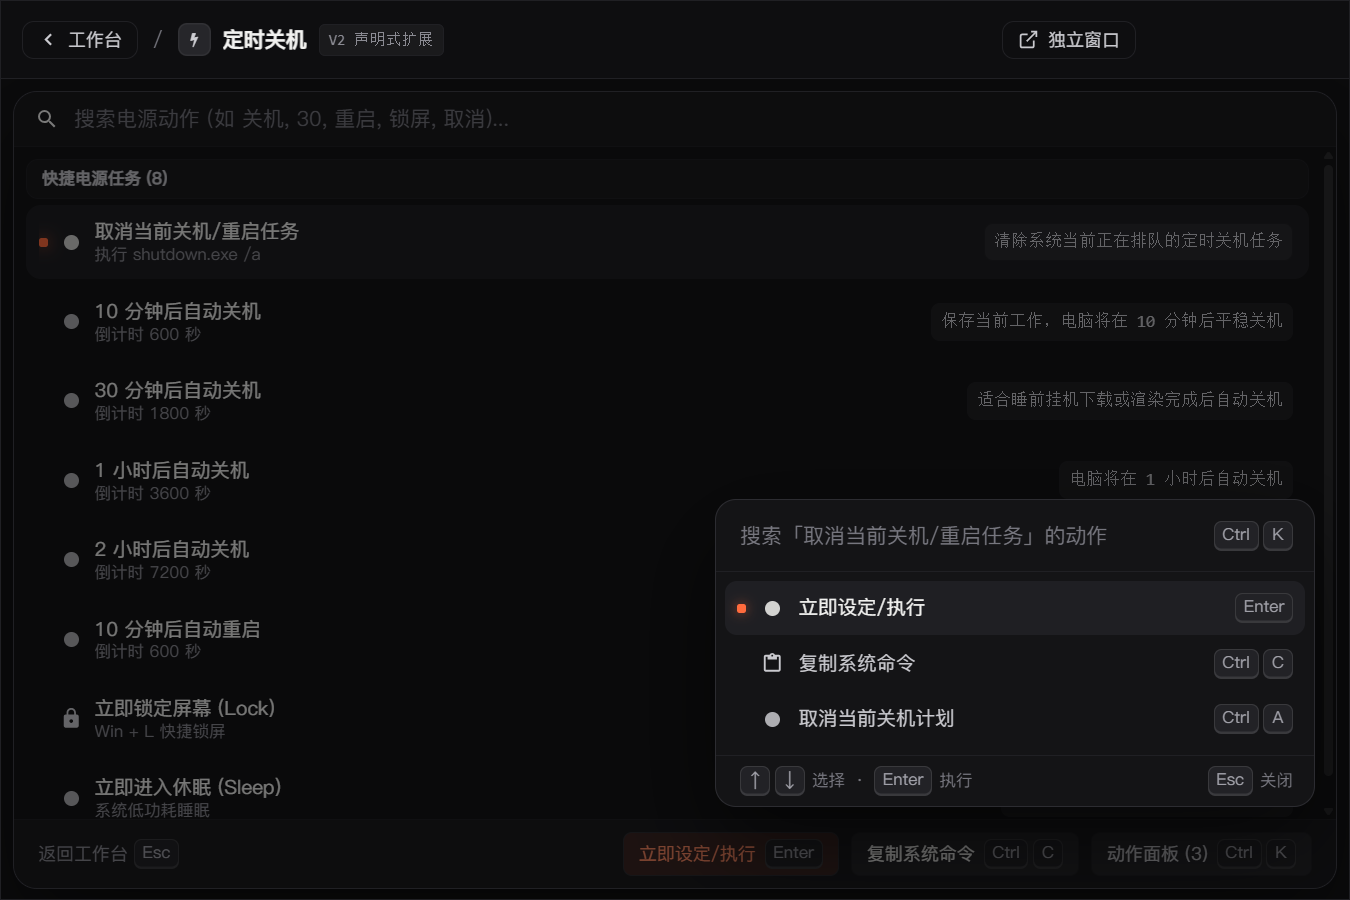 工作台 / 定时关机 V2 声明式扩展 独立窗口
搜索电源动作 (如 关机, 30, 重启, 锁屏, 取消)...
快捷电源任务 (8)
取消当前关机/重启任务
执行 shutdown.exe /a
清除系统当前正在排队的定时关机任务
10 分钟后自动关机
倒计时 600 秒
保存当前工作，电脑将在 10 分钟后平稳关机
30 分钟后自动关机
倒计时 1800 秒
适合睡前挂机下载或渲染完成后自动关机
1 小时后自动关机
倒计时 3600 秒
电脑将在 1 小时后自动关机
2 小时后自动关机
倒计时 7200 秒
10 分钟后自动重启
倒计时 600 秒
立即锁定屏幕 (Lock)
Win + L 快捷锁屏
立即进入休眠 (Sleep)
系统低功耗睡眠
搜索「取消当前关机/重启任务」的动作 Ctrl K
立即设定/执行 Enter
复制系统命令 Ctrl C
取消当前关机计划 Ctrl A
↑ ↓ 选择 · Enter 执行 Esc 关闭
返回工作台 Esc 立即设定/执行 Enter 复制系统命令 Ctrl C 动作面板 (3) Ctrl K